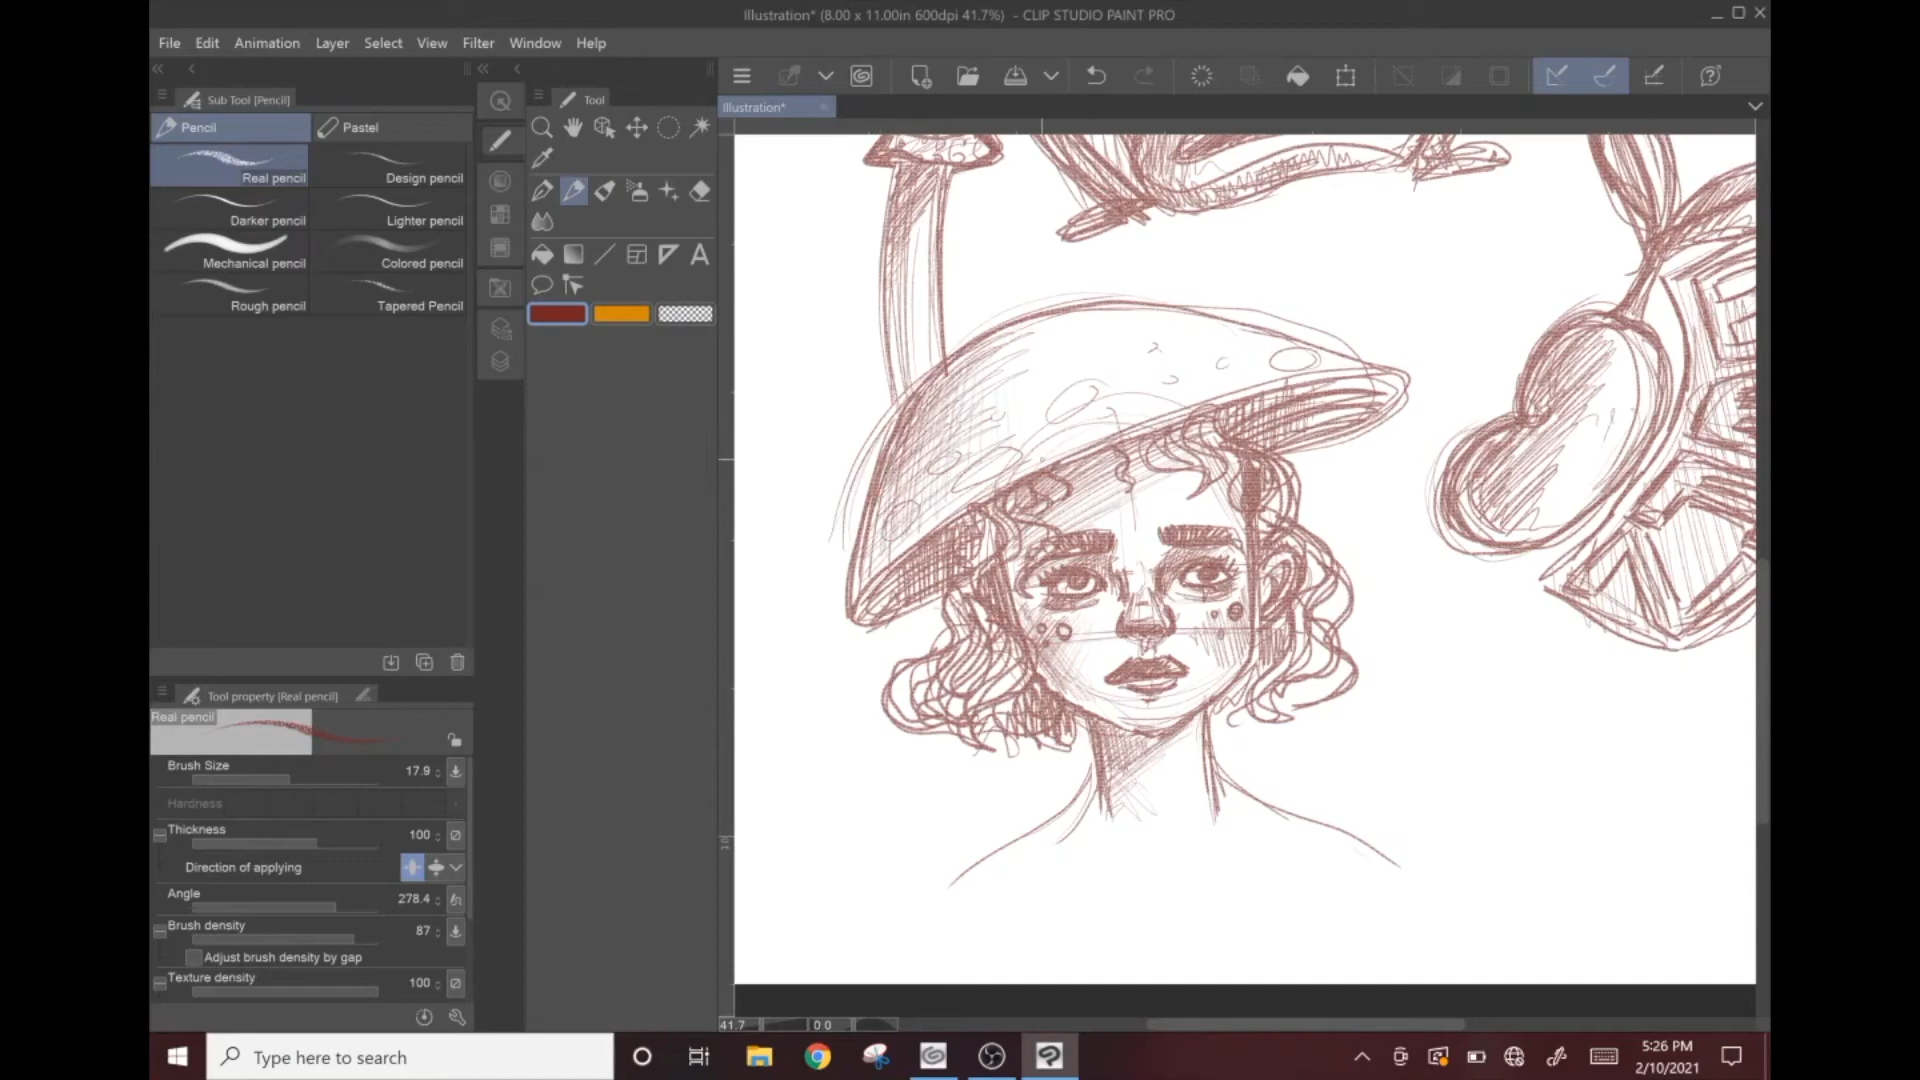 Illustration* (8.00 x 11.00in 600dpi 41.7%) - CLIP STUDIO PAINT PRO
File Edit Animation Layer Select View Filter Window Help
Sub Tool [Pencil]
Tool
Illustration*
Pencil Pastel
Real pencil Design pencil
Darker pencil Lighter pencil
Mechanical pencil Colored pencil
Rough pencil Tapered Pencil
Tool property [Real pencil]
Real pencil
Brush Size 17.9
Hardness
Thickness 100
Direction of applying
Angle 278.4
Brush density 87
Adjust brush density by gap
Texture density 100
41.7 0.0
Type here to search
5:26 PM
2/10/2021